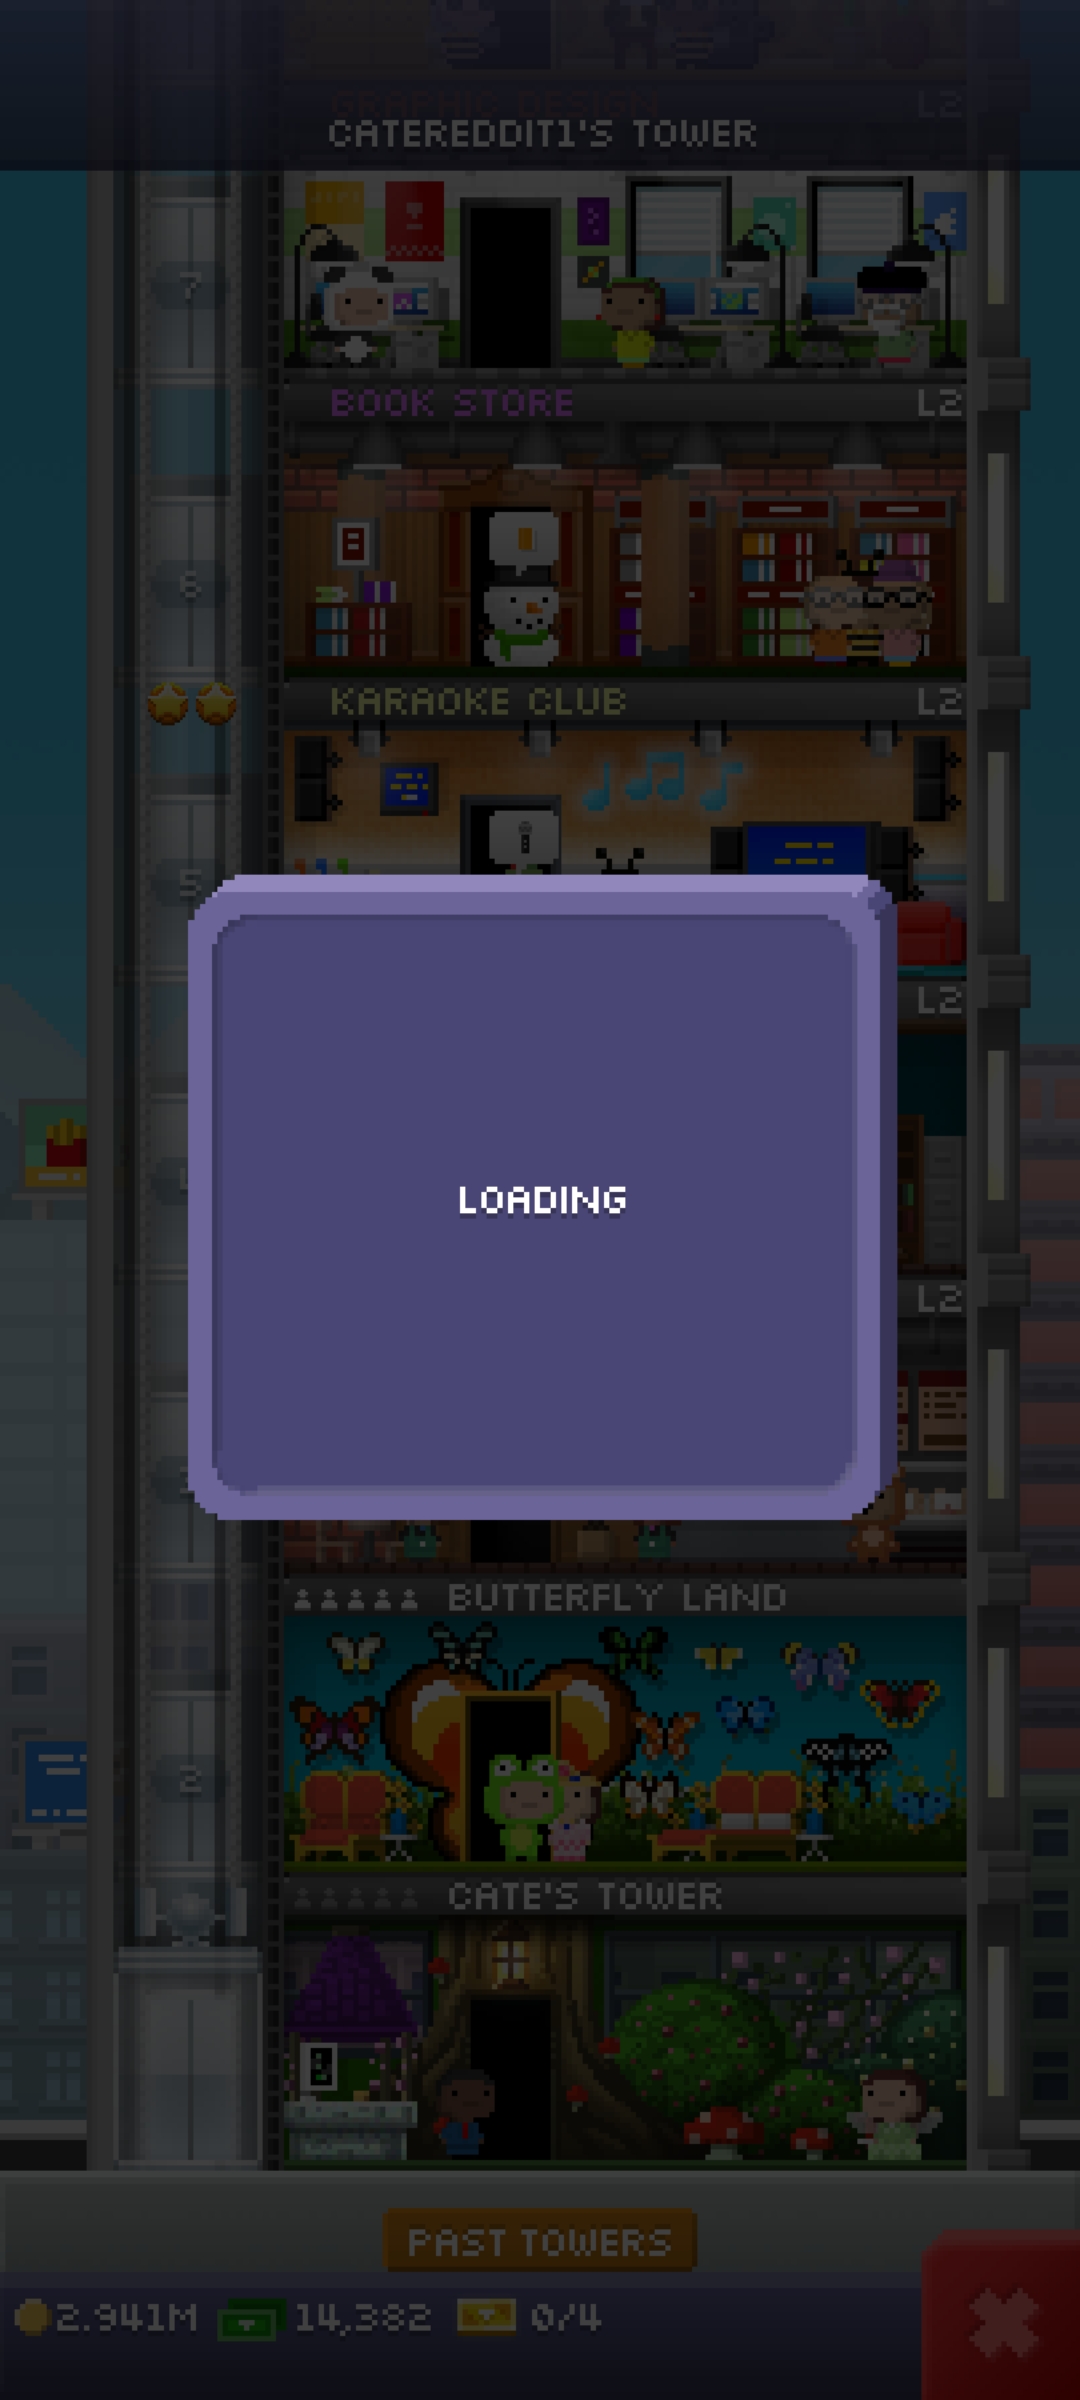 GRAPHIC DESIGN L2
CATEREDDIT1'S TOWER
7
BOOK STORE L2
6
KARAOKE CLUB L2
5
L2
LOADING
L2
BUTTERFLY LAND
2
CATE'S TOWER
PAST TOWERS
2.941M 14,382 0/4